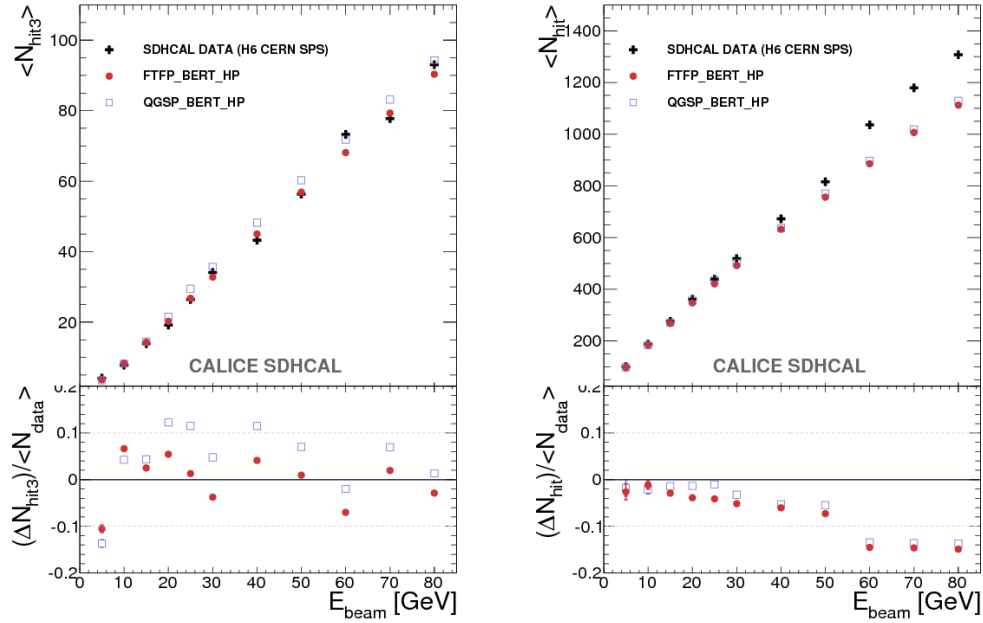 <N_hit3>
100
80
60
40
20
SDHCAL DATA (H6 CERN SPS)
FTFP_BERT_HP
QGSP_BERT_HP
CALICE SDHCAL
(ΔN_hit3)/<N_data>
0.2
0.1
0
-0.1
-0.2
0 10 20 30 40 50 60 70 80
E_beam [GeV]
<N_hit>
1400
1200
1000
800
600
400
200
SDHCAL DATA (H6 CERN SPS)
FTFP_BERT_HP
QGSP_BERT_HP
CALICE SDHCAL
(ΔN_hit)/<N_data>
0.2
0.1
0
-0.1
-0.2
0 10 20 30 40 50 60 70 80
E_beam [GeV]